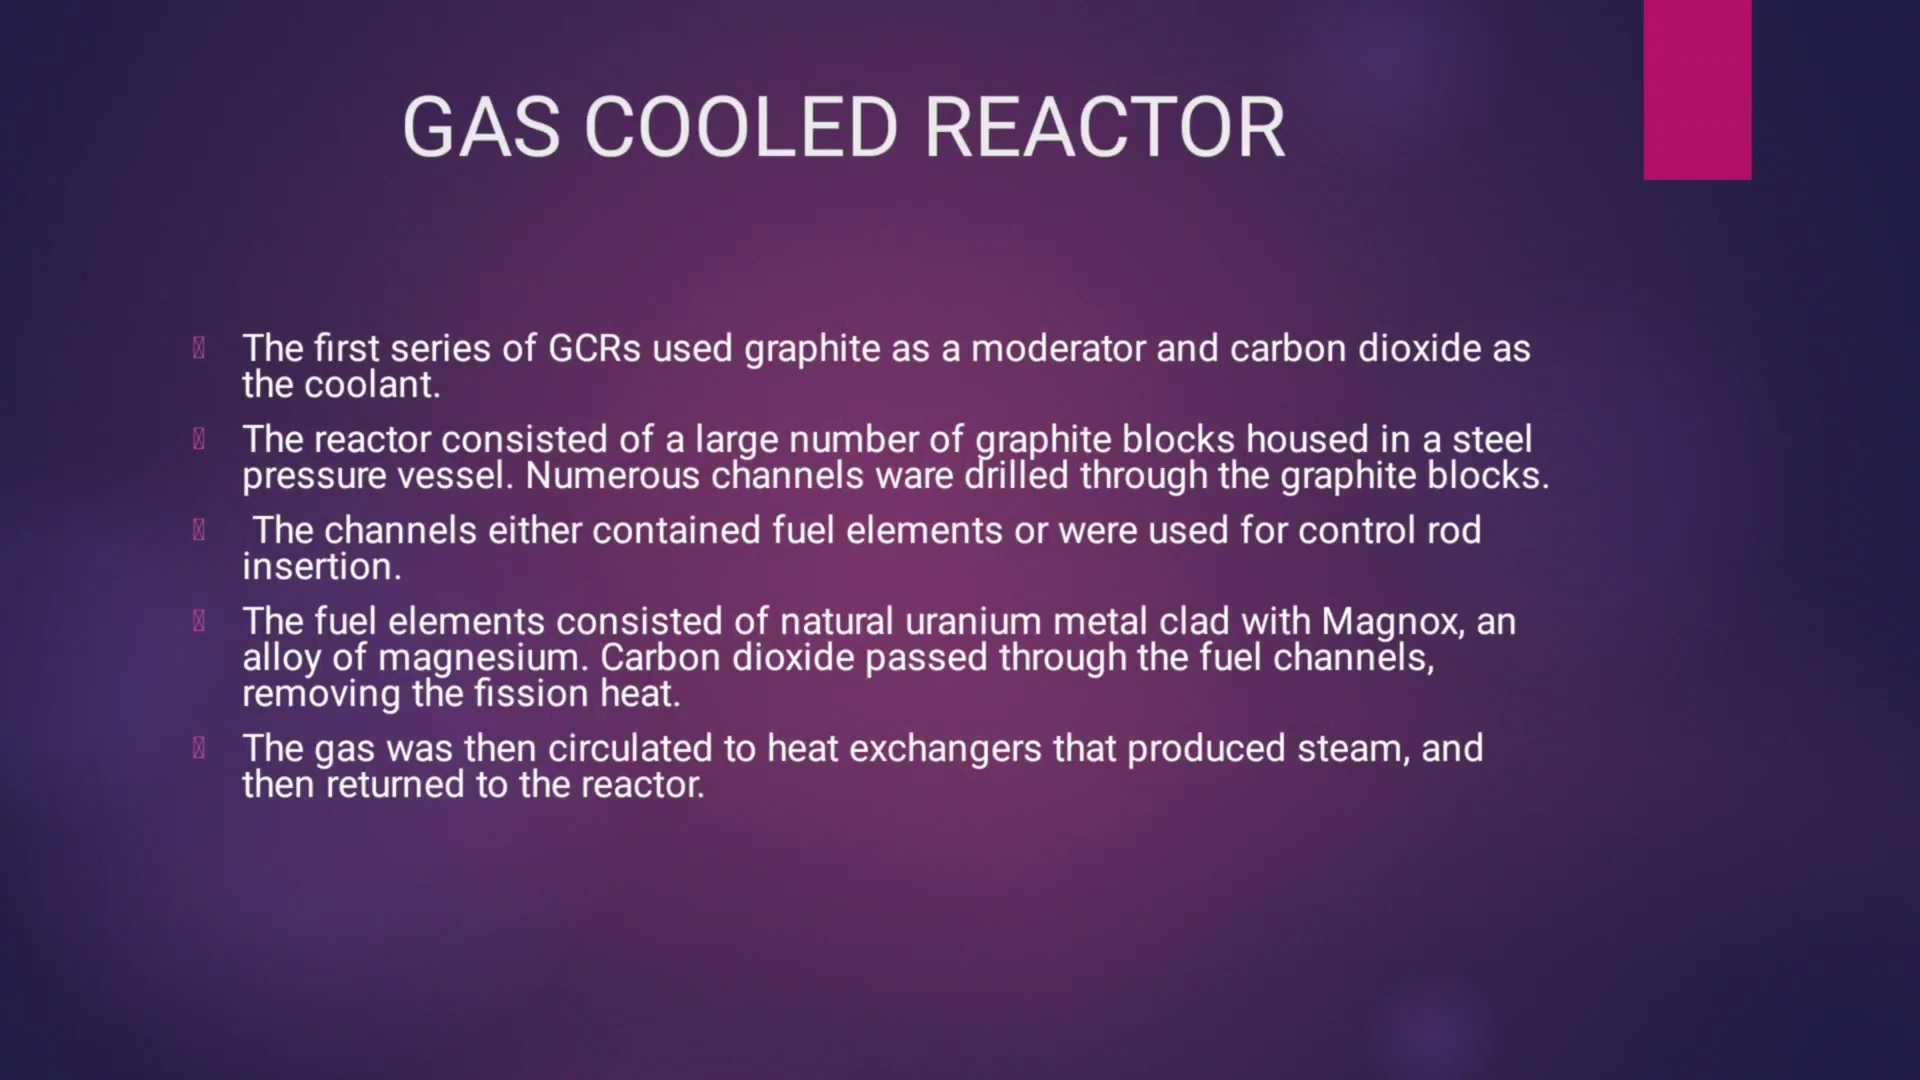 GAS COOLED REACTOR
The first series of GCRs used graphite as a moderator and carbon dioxide as
the coolant.
The reactor consisted of a large number of graphite blocks housed in a steel
pressure vessel. Numerous channels ware drilled through the graphite blocks.
The channels either contained fuel elements or were used for control rod
insertion.
The fuel elements consisted of natural uranium metal clad with Magnox, an
alloy of magnesium. Carbon dioxide passed through the fuel channels,
removing the fission heat.
The gas was then circulated to heat exchangers that produced steam, and
then returned to the reactor.